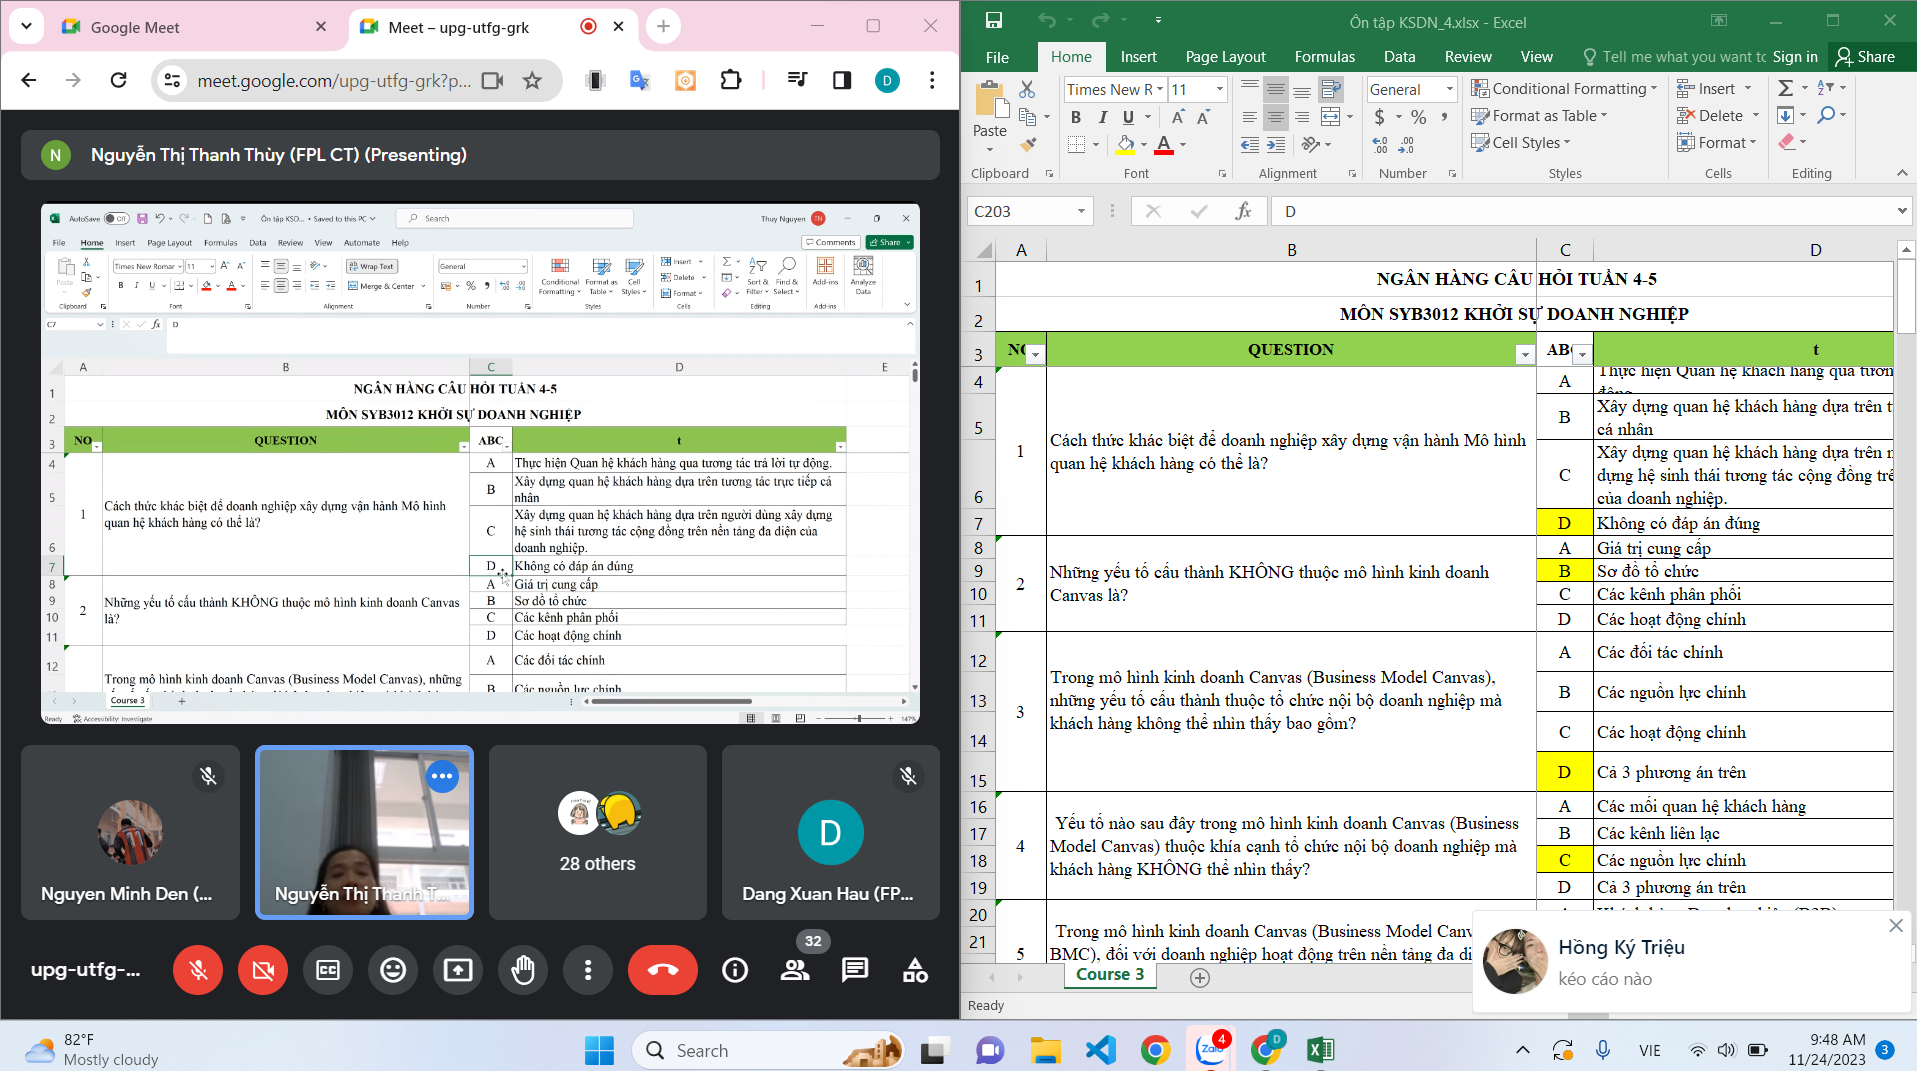 Google Meet
Meet – upg-utfg-grk
meet.google.com/upg-utfg-grk?p...
D
N
Nguyễn Thị Thanh Thùy (FPL CT) (Presenting)
AutoSave Off
Ôn tập KSD... • Saved to this PC
Search
Thuy Nguyen TN
File Home Insert Page Layout Formulas Data Review View Automate Help
Comments Share
Paste
Times New Roman 11
Wrap Text
General
Merge & Center
Conditional Formatting
Format as Table
Cell Styles
Insert
Delete
Format
Sort & Filter
Find & Select
Add-ins
Analyze Data
Clipboard Font Alignment Number Styles Cells Editing Add-ins
C7 fx D
A B C D E
1 NGÂN HÀNG CÂU HỎI TUẦN 4-5
2 MÔN SYB3012 KHỞI SỰ DOANH NGHIỆP
3 NO QUESTION ABC t
4 A Thực hiện Quan hệ khách hàng qua tương tác trả lời tự động.
5 B Xây dựng quan hệ khách hàng dựa trên tương tác trực tiếp cá
nhân
1 Cách thức khác biệt để doanh nghiệp xây dựng vận hành Mô hình
quan hệ khách hàng có thể là?
6 C Xây dựng quan hệ khách hàng dựa trên người dùng xây dựng
hệ sinh thái tương tác cộng đồng trên nền tảng đa diện của
doanh nghiệp.
7 D Không có đáp án đúng
8 A Giá trị cung cấp
9 B Sơ đồ tổ chức
2 Những yếu tố cấu thành KHÔNG thuộc mô hình kinh doanh Canvas
là?
10 C Các kênh phân phối
11 D Các hoạt động chính
12 A Các đối tác chính
Trong mô hình kinh doanh Canvas (Business Model Canvas), những
B Các nguồn lực chính
Course 3
Ready Accessibility: Investigate 147%
Nguyen Minh Den (...
Nguyễn Thị Thanh T...
28 others
D
Dang Xuan Hau (FP...
upg-utfg-...
32
Ôn tập KSDN_4.xlsx - Excel
File Home Insert Page Layout Formulas Data Review View Tell me what you want to Sign in Share
Paste
Times New R 11
General
Conditional Formatting
Format as Table
Cell Styles
Insert
Delete
Format
B I U
$ %
Clipboard Font Alignment Number Styles Cells Editing
C203 fx D
A B C D
1 NGÂN HÀNG CÂU HỎI TUẦN 4-5
2 MÔN SYB3012 KHỞI SỰ DOANH NGHIỆP
3 QUESTION t
4 A Thực hiện Quan hệ khách hàng qua
5 B Xây dựng quan hệ khách hàng dựa trên
cá nhân
1 Cách thức khác biệt để doanh nghiệp xây dựng vận hành Mô hình
quan hệ khách hàng có thể là?
6 C Xây dựng quan hệ khách hàng dựa trên
dựng hệ sinh thái tương tác cộng đồng
của doanh nghiệp.
7 D Không có đáp án đúng
8 A Giá trị cung cấp
9 B Sơ đồ tổ chức
2 Những yếu tố cấu thành KHÔNG thuộc mô hình kinh doanh
Canvas là?
10 C Các kênh phân phối
11 D Các hoạt động chính
12 A Các đối tác chính
13 B Các nguồn lực chính
3 Trong mô hình kinh doanh Canvas (Business Model Canvas),
những yếu tố cấu thành thuộc tổ chức nội bộ doanh nghiệp mà
khách hàng không thể nhìn thấy bao gồm?
14 C Các hoạt động chính
15 D Cả 3 phương án trên
16 A Các mối quan hệ khách hàng
17 B Các kênh liên lạc
4 Yếu tố nào sau đây trong mô hình kinh doanh Canvas (Business
Model Canvas) thuộc khía cạnh tổ chức nội bộ doanh nghiệp mà
khách hàng KHÔNG thể nhìn thấy?
18 C Các nguồn lực chính
19 D Cả 3 phương án trên
20
21
5 Trong mô hình kinh doanh Canvas (Business Model
BMC), đối với doanh nghiệp hoạt động trên nền tảng đa
Course 3
Ready
Hồng Ký Triệu
kéo cáo nào
82°F
Mostly cloudy
Search
Zalo 4
D
VIE
9:48 AM
11/24/2023
3